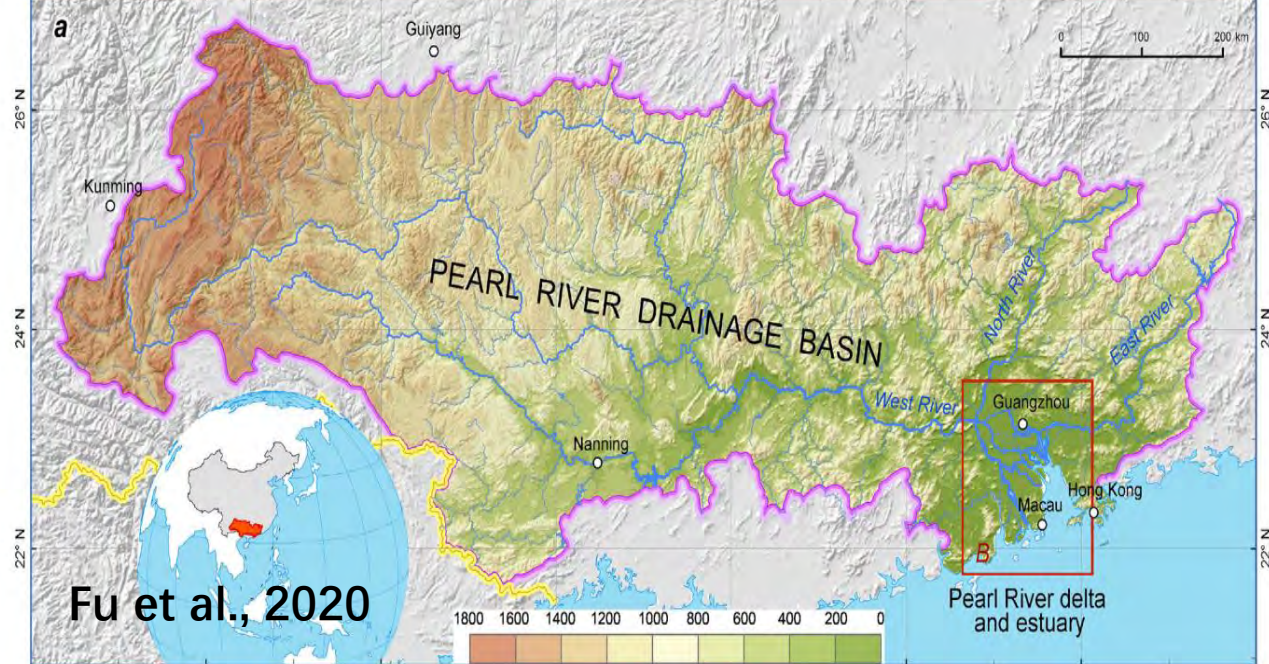 a
Guiyang
0 100 200 km
26° N
26° N
Kunming
PEARL RIVER DRAINAGE BASIN
North River
East River
24° N
24° N
West River
Guangzhou
Nanning
Hong Kong
Macau
22° N
22° N
B
Fu et al., 2020
Pearl River delta
and estuary
1800 1600 1400 1200 1000 800 600 400 200 0